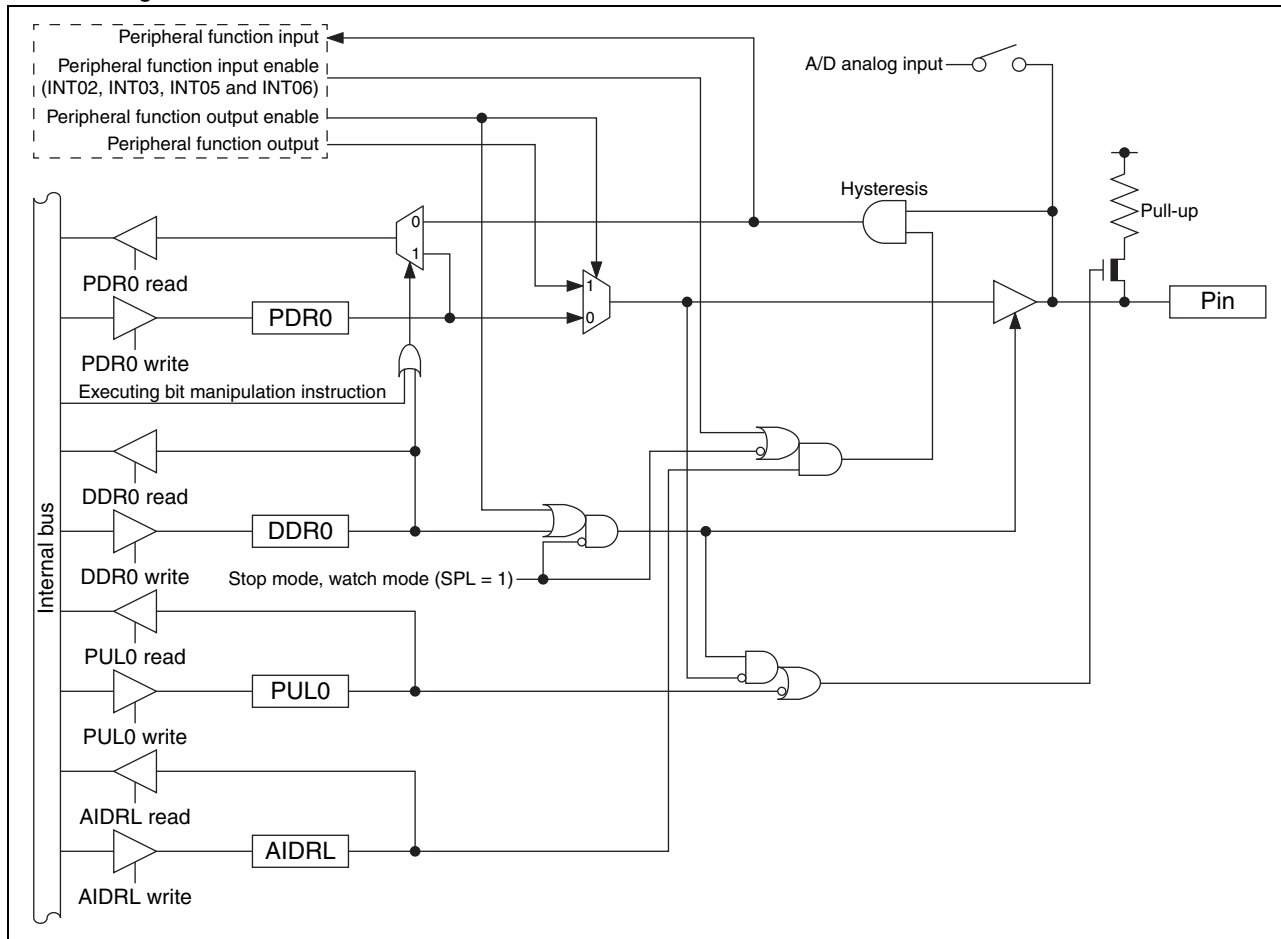 Peripheral function input
Peripheral function input enable
(INT02, INT03, INT05 and INT06)
Peripheral function output enable
Peripheral function output
A/D analog input
Hysteresis
Pull-up
0
1
PDR0 read
1
0
PDR0
Pin
PDR0 write
Executing bit manipulation instruction
DDR0 read
DDR0
DDR0 write
Stop mode, watch mode (SPL = 1)
Internal bus
PUL0 read
PUL0
PUL0 write
AIDRL read
AIDRL
AIDRL write